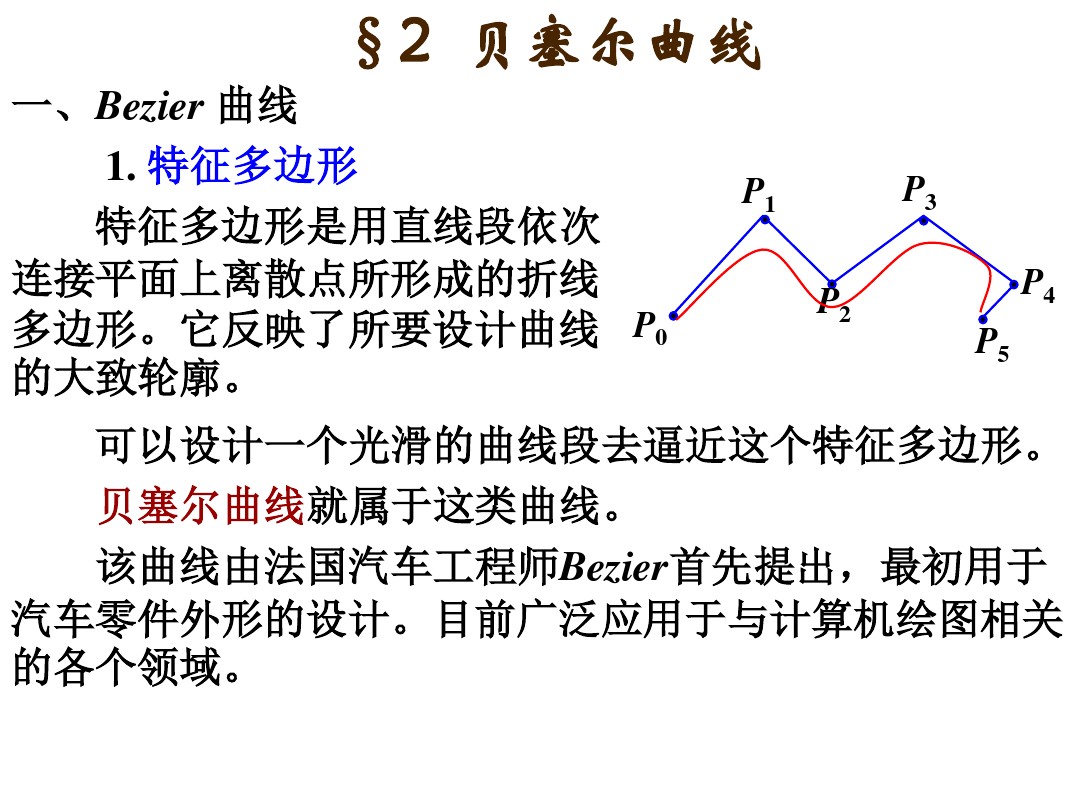 §2 贝塞尔曲线
一、Bezier 曲线
1. 特征多边形
特征多边形是用直线段依次
连接平面上离散点所形成的折线
多边形。它反映了所要设计曲线
的大致轮廓。
P1
P3
P2
P4
P0
P5
可以设计一个光滑的曲线段去逼近这个特征多边形。
贝塞尔曲线就属于这类曲线。
该曲线由法国汽车工程师Bezier首先提出，最初用于
汽车零件外形的设计。目前广泛应用于与计算机绘图相关
的各个领域。